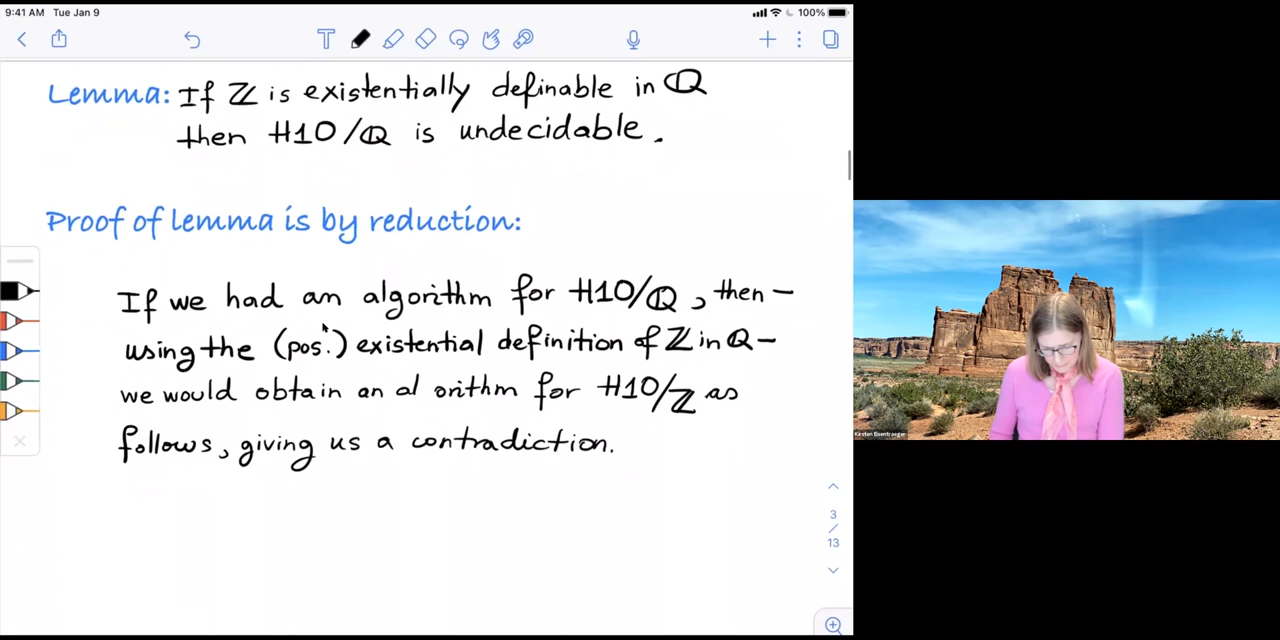 9:41 AM Tue Jan 9
100%
Lemma: If ℤ is existentially definable in ℚ
then H10/ℚ is undecidable.
Proof of lemma is by reduction:
If we had an algorithm for H10/ℚ, then –
using the (pos.) existential definition of ℤ in ℚ –
we would obtain an al orithm for H10/ℤ as
follows, giving us a contradiction.
3
/
13
Kirsten Eisentraeger